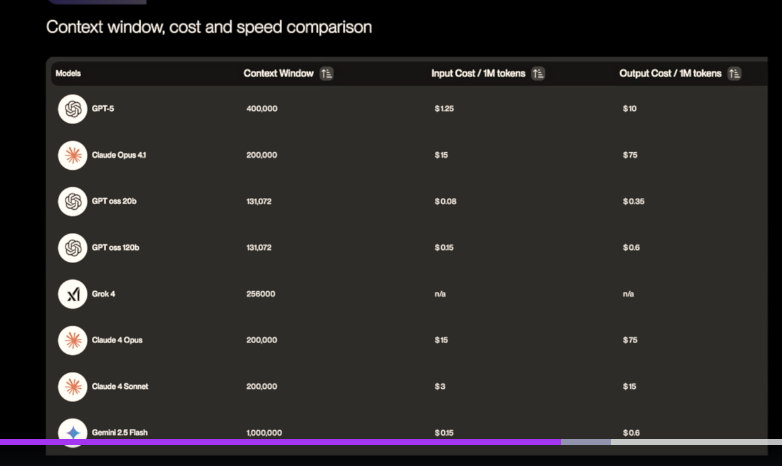 Context window, cost and speed comparison
Models Context Window Input Cost / 1M tokens Output Cost / 1M tokens
GPT-5 400,000 $1.25 $10
Claude Opus 4.1 200,000 $15 $75
GPT oss 20b 131,072 $0.08 $0.35
GPT oss 120b 131,072 $0.15 $0.6
Grok 4 256000 n/a n/a
Claude 4 Opus 200,000 $15 $75
Claude 4 Sonnet 200,000 $3 $15
Gemini 2.5 Flash 1,000,000 $0.15 $0.6